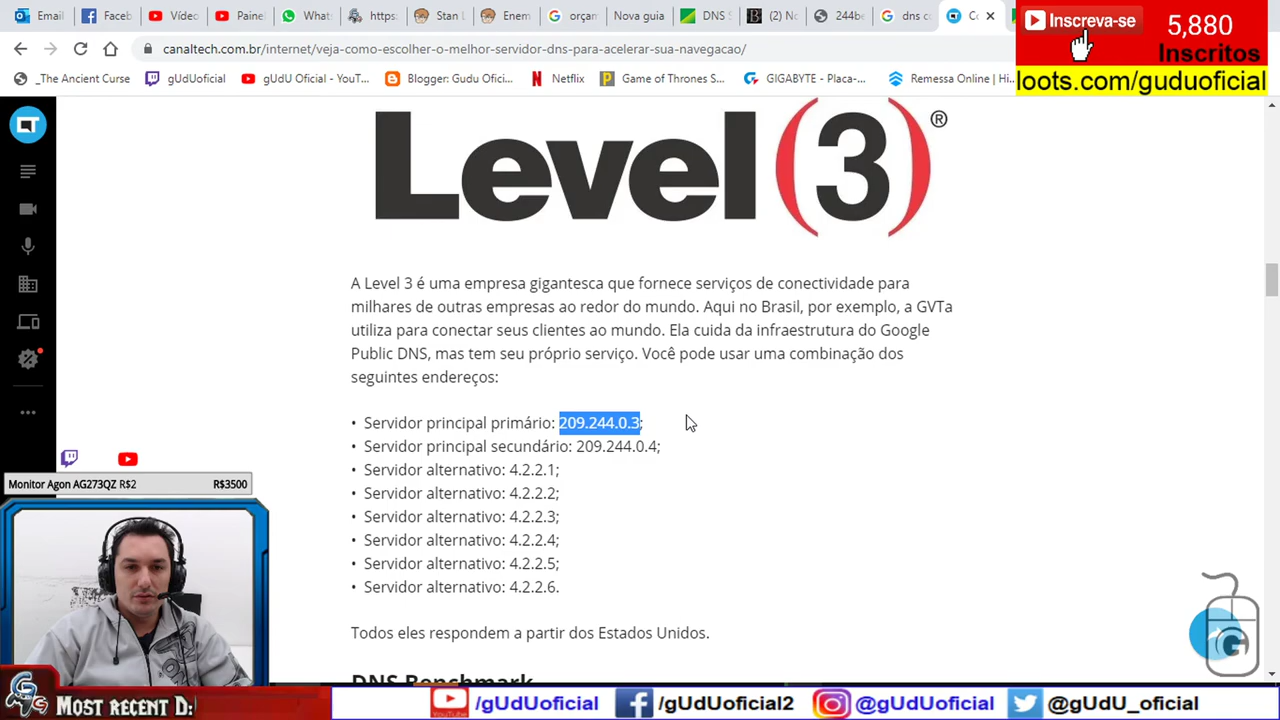 Email
Faceb
Vídeo
Painel
What
https:
Stan L
Enem
orçam
Nova guia
DNS S
(2) No
244be
dns co
Co
Inscreva-se
5,880
Inscritos
loots.com/guduoficial
canaltech.com.br/internet/veja-como-escolher-o-melhor-servidor-dns-para-acelerar-sua-navegacao/
_The Ancient Curse
gUdUoficial
gUdU Oficial - YouT...
Blogger: Gudu Ofici...
Netflix
Game of Thrones S...
GIGABYTE - Placa-...
Remessa Online | Hi...
Level(3)®
A Level 3 é uma empresa gigantesca que fornece serviços de conectividade para
milhares de outras empresas ao redor do mundo. Aqui no Brasil, por exemplo, a GVTa
utiliza para conectar seus clientes ao mundo. Ela cuida da infraestrutura do Google
Public DNS, mas tem seu próprio serviço. Você pode usar uma combinação dos
seguintes endereços:
• Servidor principal primário: 209.244.0.3;
• Servidor principal secundário: 209.244.0.4;
• Servidor alternativo: 4.2.2.1;
• Servidor alternativo: 4.2.2.2;
• Servidor alternativo: 4.2.2.3;
• Servidor alternativo: 4.2.2.4;
• Servidor alternativo: 4.2.2.5;
• Servidor alternativo: 4.2.2.6.
Todos eles respondem a partir dos Estados Unidos.
DNS Benchmark
Monitor Agon AG273QZ R$2 R$3500
Most recent D:
/gUdUoficial
/gUdUoficial2
@gUdUoficial
@gUdU_oficial